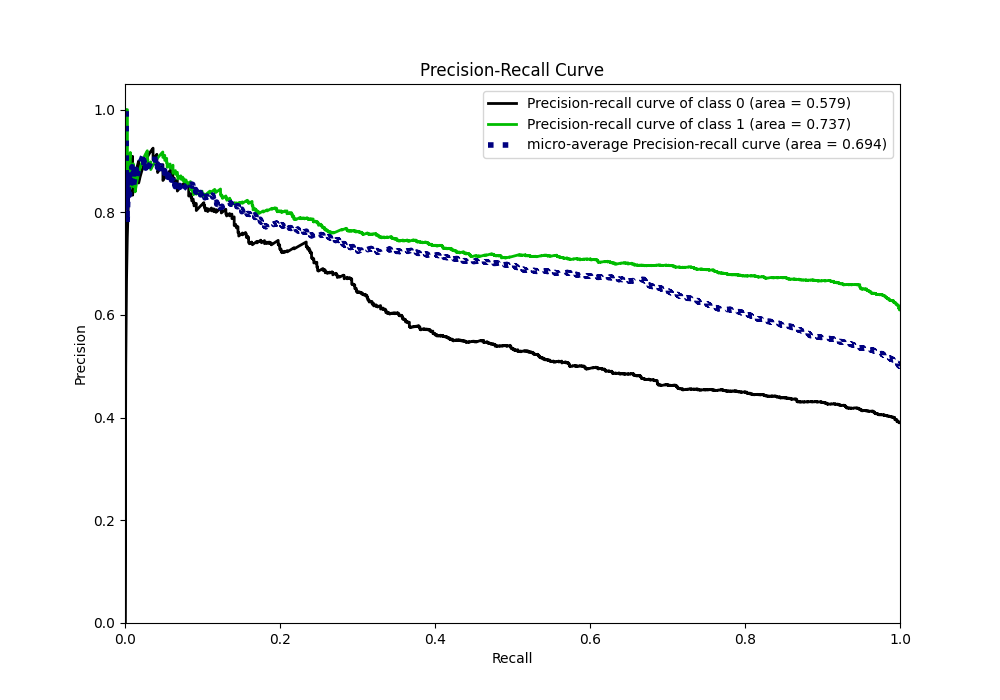 Precision-Recall Curve
Precision-recall curve of class 0 (area = 0.579)
Precision-recall curve of class 1 (area = 0.737)
micro-average Precision-recall curve (area = 0.694)
1.0
0.8
0.6
0.4
0.2
0.0
Precision
0.0 0.2 0.4 0.6 0.8 1.0
Recall